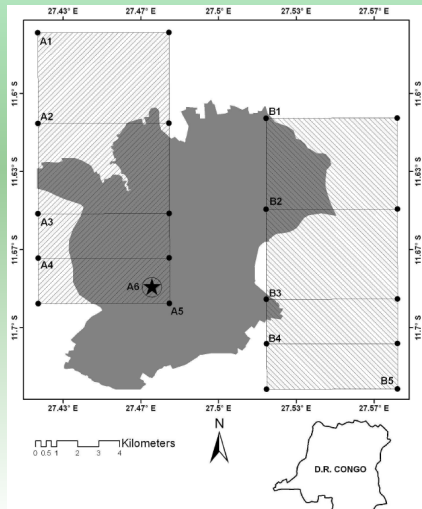 27.43° E 27.47° E 27.5° E 27.53° E 27.57° E
A1
11.6° S 11.6° S
A2 B1
11.63° S 11.63° S
A3 B2
11.67° S 11.67° S
A4
A6 A5 B3
11.7° S 11.7° S
B4
B5
27.43° E 27.47° E 27.5° E 27.53° E 27.57° E
N
Kilometers
0 0.5 1 2 3 4
D.R. CONGO